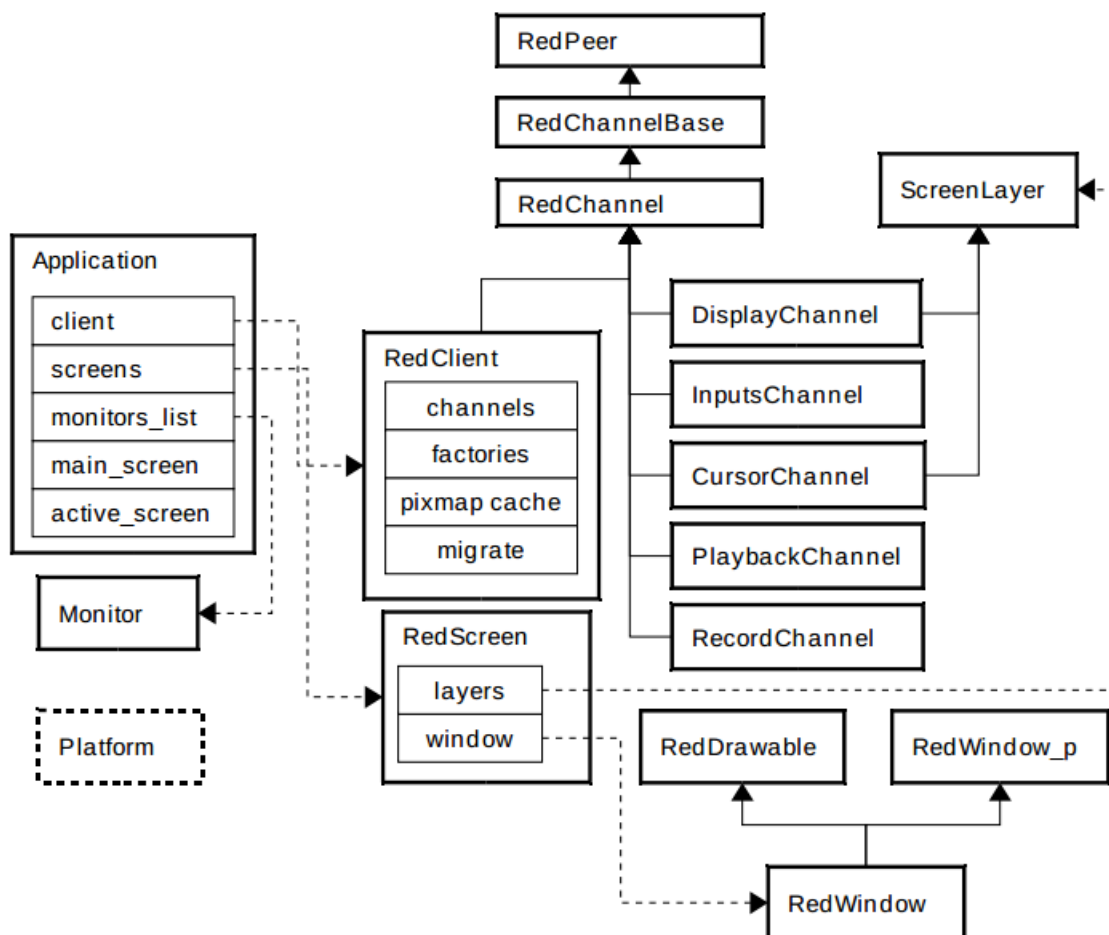 RedPeer
RedChannelBase
RedChannel
ScreenLayer
Application
client
screens
monitors_list
main_screen
active_screen
Monitor
Platform
RedClient
channels
factories
pixmap cache
migrate
RedScreen
layers
window
DisplayChannel
InputsChannel
CursorChannel
PlaybackChannel
RecordChannel
RedDrawable
RedWindow_p
RedWindow